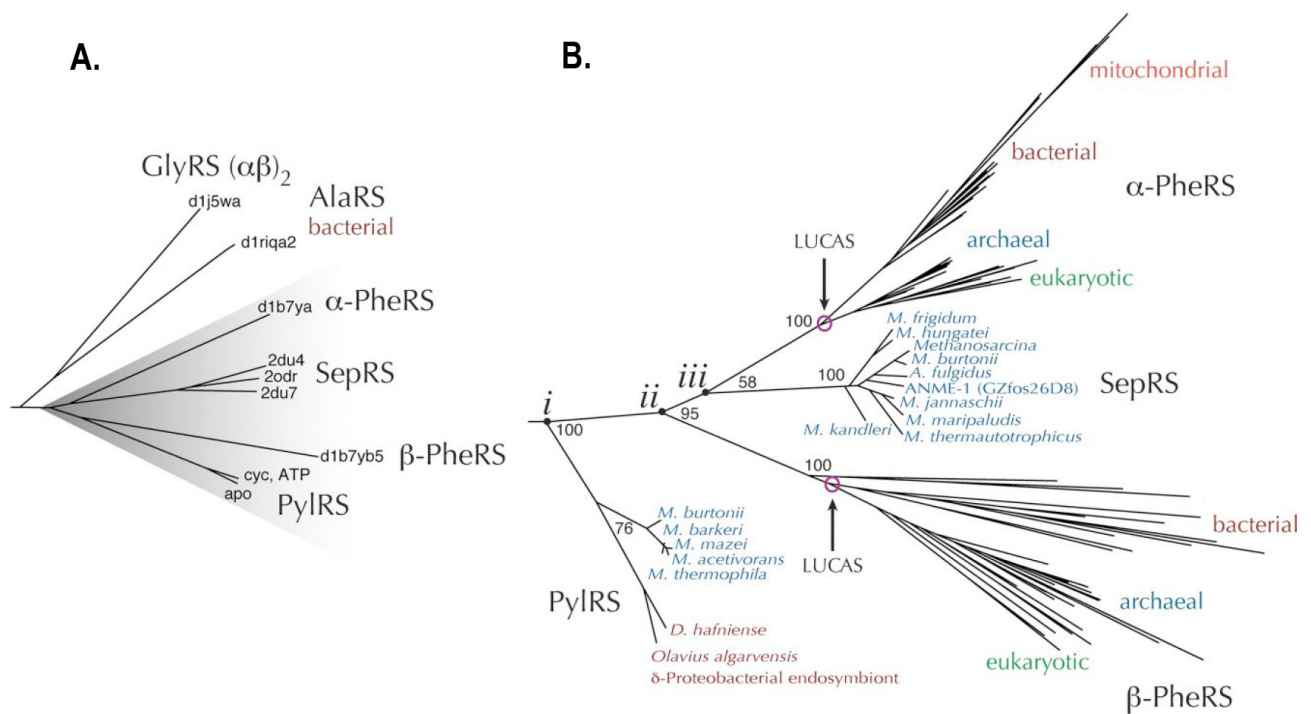 A.
GlyRS (αβ)2
d1j5wa
AlaRS
bacterial
d1riqa2
α-PheRS
d1b7ya
2du4
2odr
2du7
SepRS
β-PheRS
d1b7yb5
cyc, ATP
apo
PylRS
B.
mitochondrial
bacterial
α-PheRS
LUCAS
archaeal
eukaryotic
100
M. frigidum
M. hungatei
Methanosarcina
M. burtonii
A. fulgidus
ANME-1 (GZfos26D8)
M. jannaschii
M. maripaludis
M. thermautotrophicus
M. kandleri
SepRS
iii
58
100
ii
95
i
100
100
LUCAS
bacterial
archaeal
eukaryotic
β-PheRS
76
M. burtonii
M. barkeri
M. mazei
M. acetivorans
M. thermophila
PylRS
D. hafniense
Olavius algarvensis
δ-Proteobacterial endosymbiont